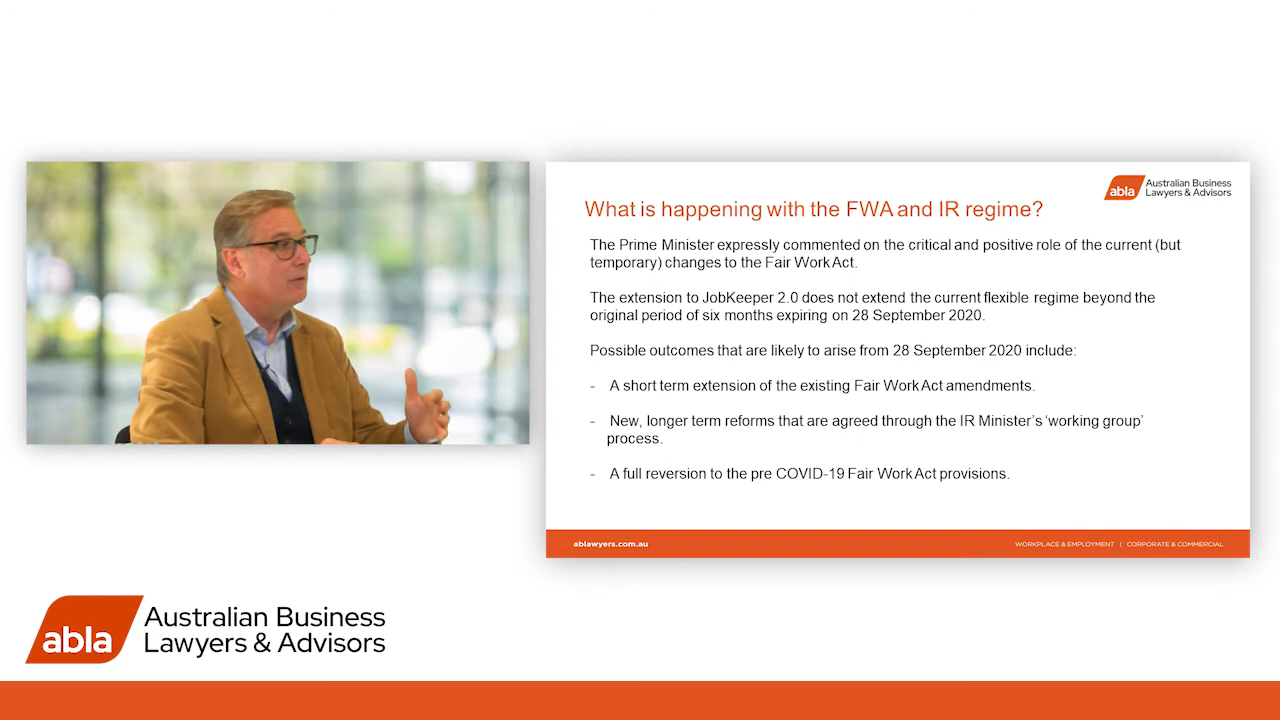 abla Australian Business
Lawyers & Advisors
What is happening with the FWA and IR regime?
The Prime Minister expressly commented on the critical and positive role of the current (but
temporary) changes to the Fair Work Act.
The extension to JobKeeper 2.0 does not extend the current flexible regime beyond the
original period of six months expiring on 28 September 2020.
Possible outcomes that are likely to arise from 28 September 2020 include:
- A short term extension of the existing Fair Work Act amendments.
- New, longer term reforms that are agreed through the IR Minister's ‘working group’
process.
- A full reversion to the pre COVID-19 Fair Work Act provisions.
ablawyers.com.au WORKPLACE & EMPLOYMENT | CORPORATE & COMMERCIAL
abla Australian Business
Lawyers & Advisors